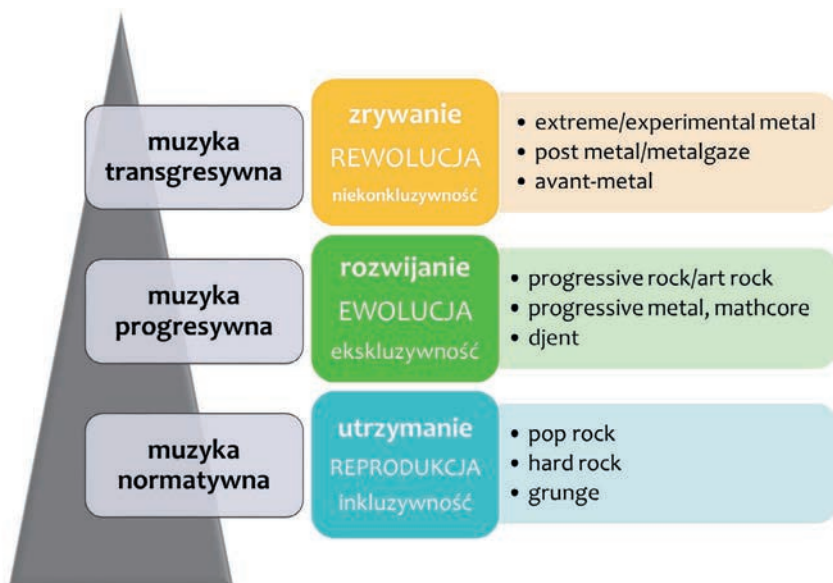 muzyka
transgresywna
zrywanie
REWOLUCJA
niekonkluzywność
• extreme/experimental metal
• post metal/metalgaze
• avant-metal
muzyka
progresywna
rozwijanie
EWOLUCJA
ekskluzywność
• progressive rock/art rock
• progressive metal, mathcore
• djent
muzyka
normatywna
utrzymanie
REPRODUKCJA
inkluzywność
• pop rock
• hard rock
• grunge